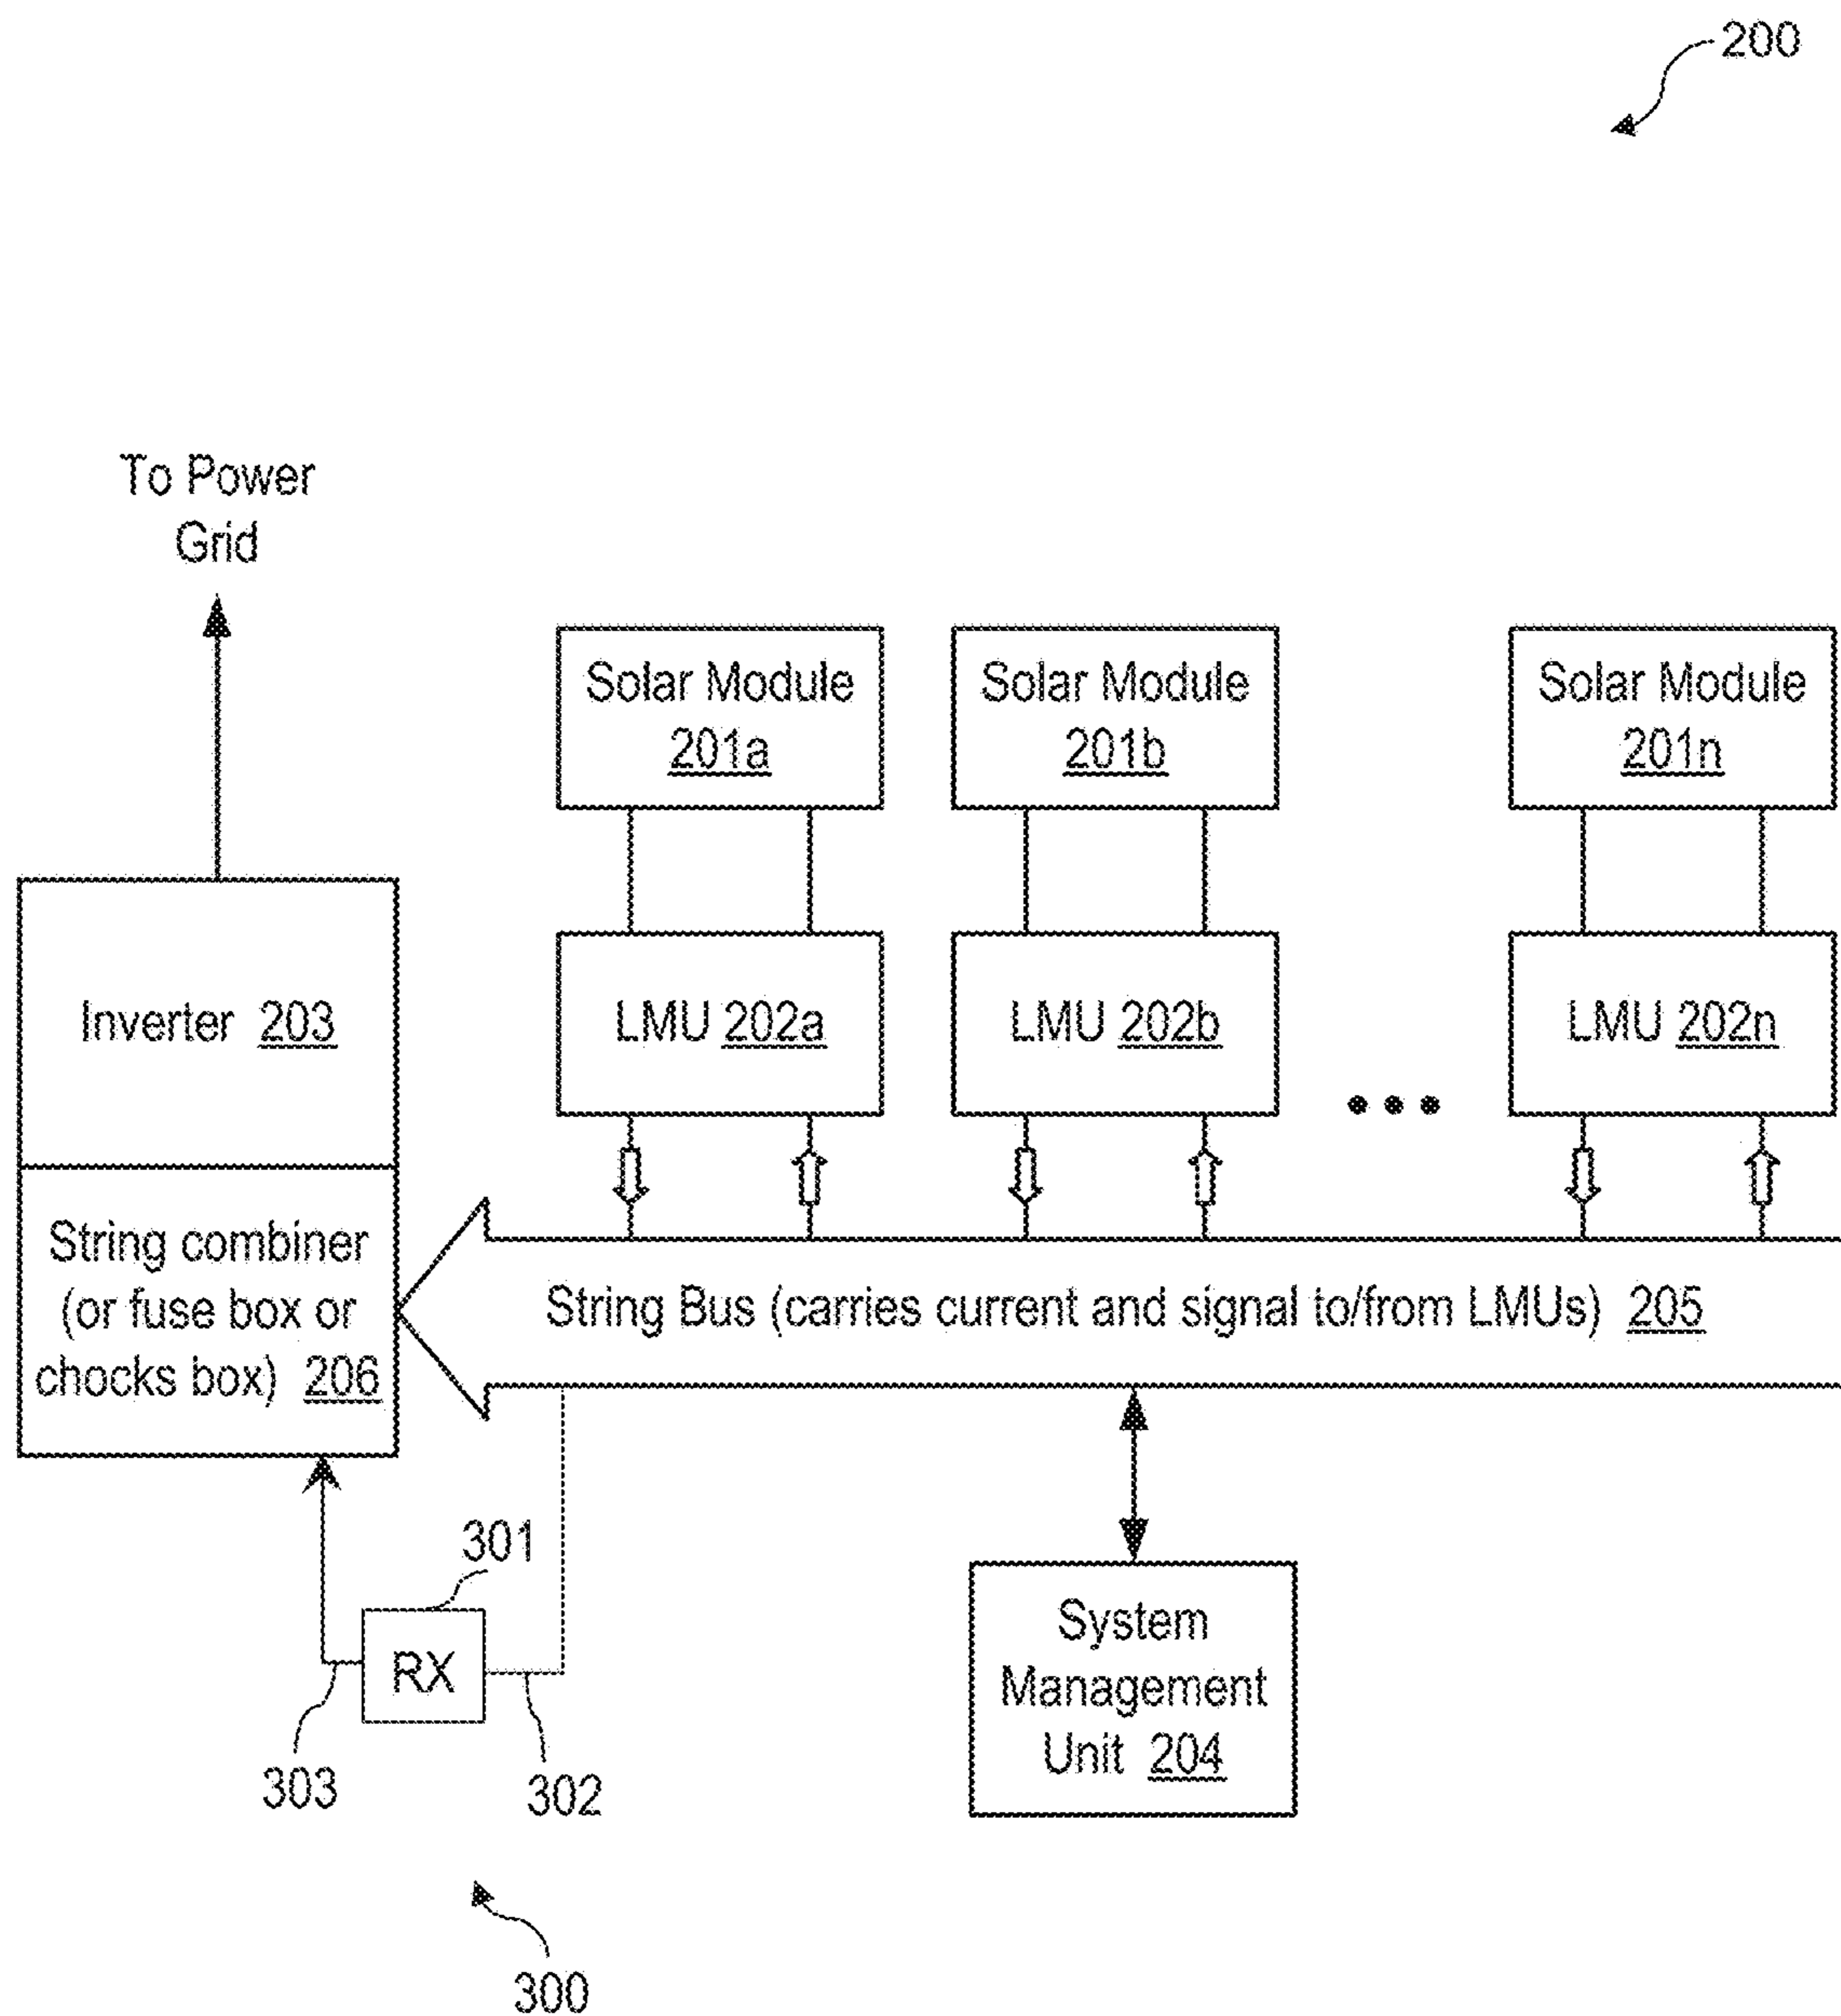 200
To Power
Grid
Solar Module
201a
Solar Module
201b
Solar Module
201n
Inverter 203
LMU 202a
LMU 202b
LMU 202n
String combiner
(or fuse box or
chocks box) 206
String Bus (carries current and signal to/from LMUs) 205
301
RX
303
302
System
Management
Unit 204
300